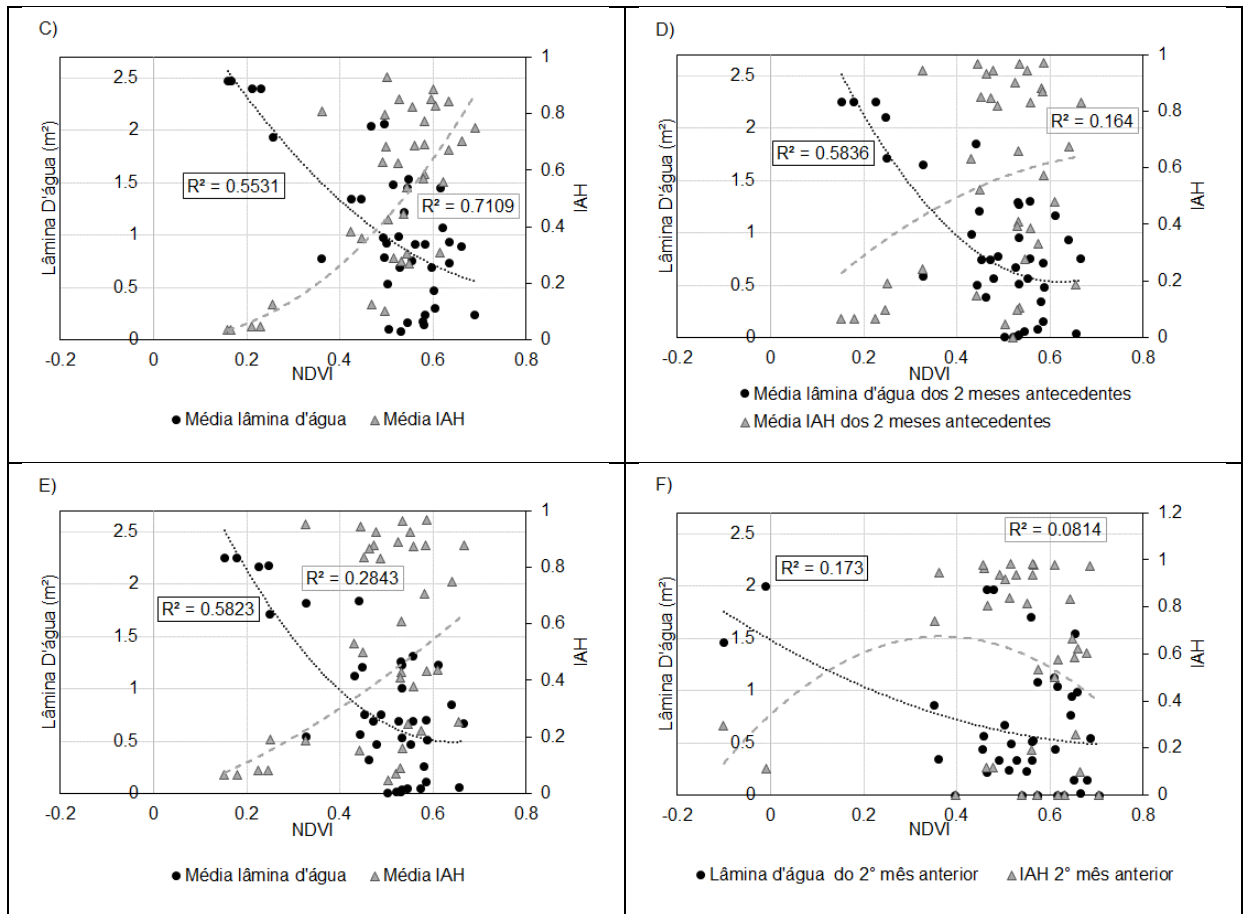 C)
1
2.5
0.8
2
0.6
1.5
R² = 0.5531
R² = 0.7109
0.4
1
0.5
0.2
0
0
Lâmina D'água (m²)
IAH
-0.2 0 0.2 0.4 0.6 0.8
NDVI
● Média lâmina d'água ▲ Média IAH
D)
1
2.5
0.8
R² = 0.164
2
R² = 0.5836
0.6
1.5
0.4
1
0.5
0.2
0
0
Lâmina D'água (m²)
IAH
-0.2 0 0.2 0.4 0.6 0.8
NDVI
● Média lâmina d'água dos 2 meses antecedentes
▲ Média IAH dos 2 meses antecedentes
E)
1
2.5
0.8
R² = 0.2843
2
R² = 0.5823
0.6
1.5
0.4
1
0.5
0.2
0
0
Lâmina D'água (m²)
IAH
-0.2 0 0.2 0.4 0.6 0.8
NDVI
● Média lâmina d'água ▲ Média IAH
F)
1.2
R² = 0.0814
2.5
1
R² = 0.173
2
0.8
1.5
0.6
1
0.4
0.5
0.2
0
0
Lâmina D'água (m²)
IAH
-0.2 0 0.2 0.4 0.6 0.8
NDVI
● Lâmina d'água do 2° mês anterior ▲ IAH 2° mês anterior